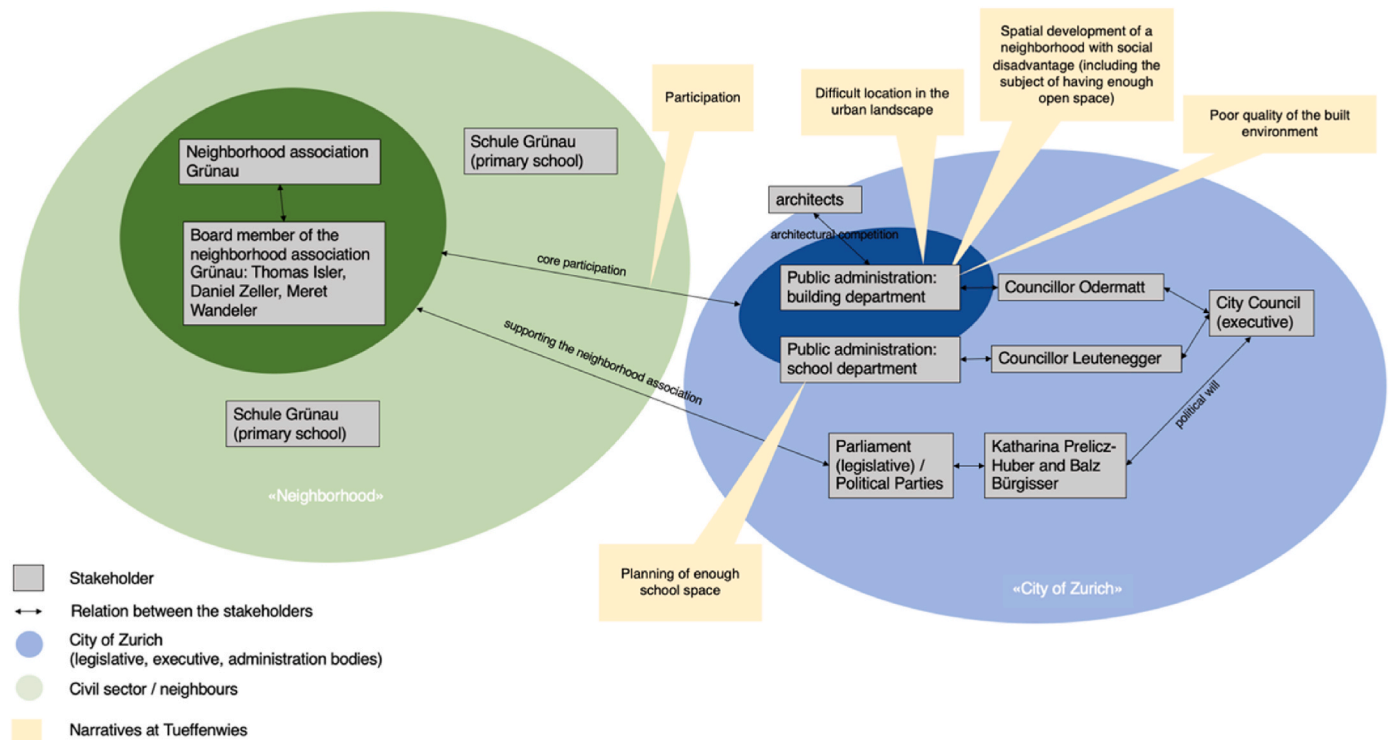 Spatial development of a
neighborhood with social
disadvantage (including the
subject of having enough
open space)
Participation
Difficult location in the
urban landscape
Poor quality of the built
environment
Neighborhood association
Grünau
Schule Grünau
(primary school)
Board member of the
neighborhood association
Grünau: Thomas Isler,
Daniel Zeller, Meret
Wandeler
architects
architectural competition
core participation
Public administration:
building department
Councillor Odermatt
City Council
(executive)
supporting the neighborhood association
Public administration:
school department
Councillor Leutenegger
political will
Schule Grünau
(primary school)
Parliament
(legislative) /
Political Parties
Katharina Prelicz-
Huber and Balz
Bürgisser
«Neighborhood»
Planning of enough
school space
«City of Zurich»
Stakeholder
Relation between the stakeholders
City of Zurich
(legislative, executive, administration bodies)
Civil sector / neighbours
Narratives at Tueffenwies